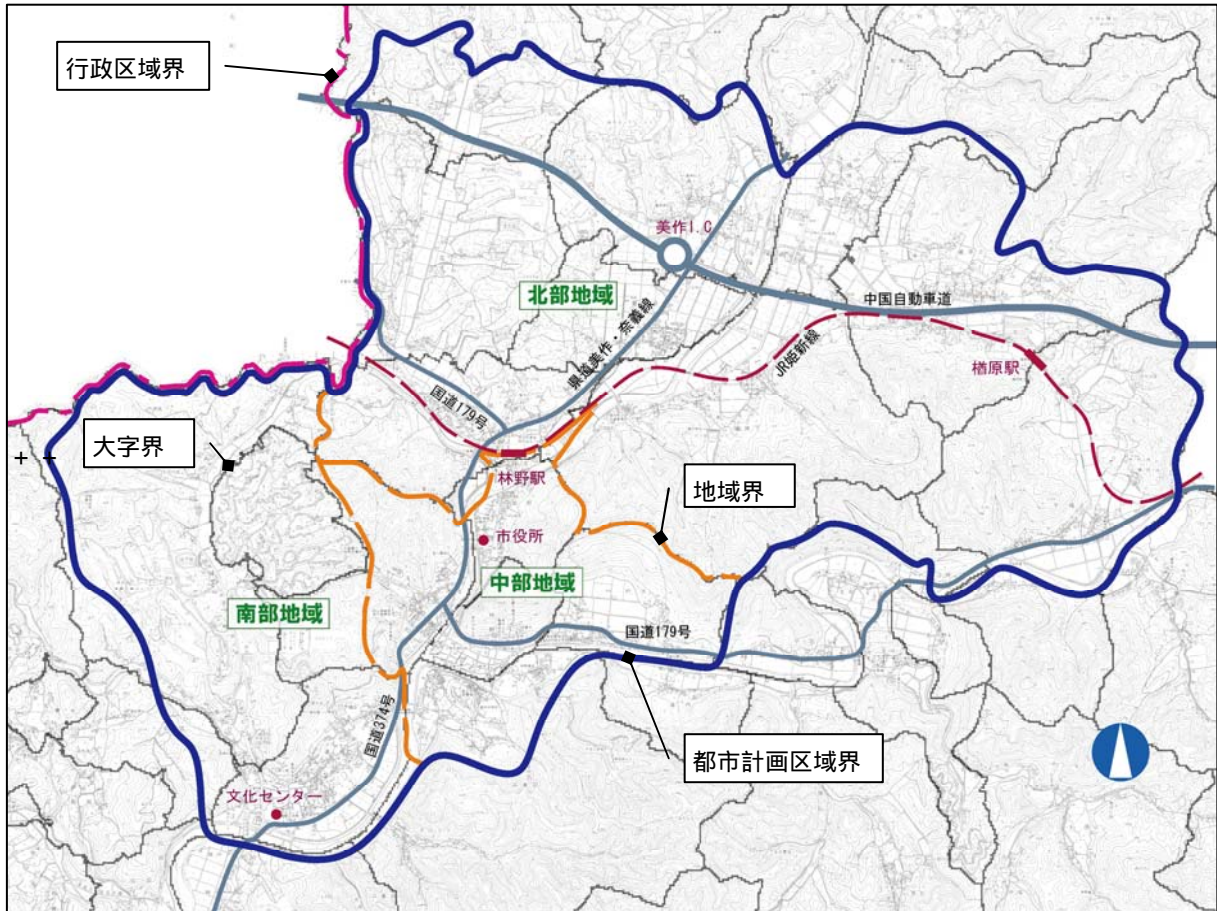 行政区域界
美作I.C
北部地域
中国自動車道
県道美作・奈義線
JR姫新線
楢原駅
国道179号
大字界
林野駅
地域界
市役所
中部地域
南部地域
国道179号
国道374号
都市計画区域界
文化センター